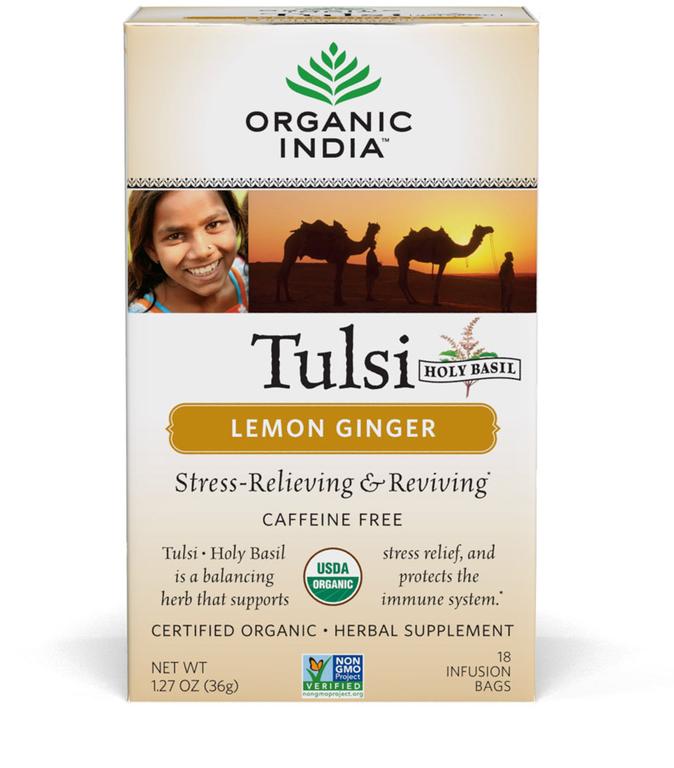 ORGANIC
INDIA™
Tulsi
HOLY BASIL
LEMON GINGER
Stress-Relieving & Reviving*
CAFFEINE FREE
Tulsi • Holy Basil
is a balancing
herb that supports
USDA
ORGANIC
stress relief, and
protects the
immune system.*
CERTIFIED ORGANIC • HERBAL SUPPLEMENT
NET WT
1.27 OZ (36g)
NON
GMO
Project
VERIFIED
nongmoproject.org
18
INFUSION
BAGS